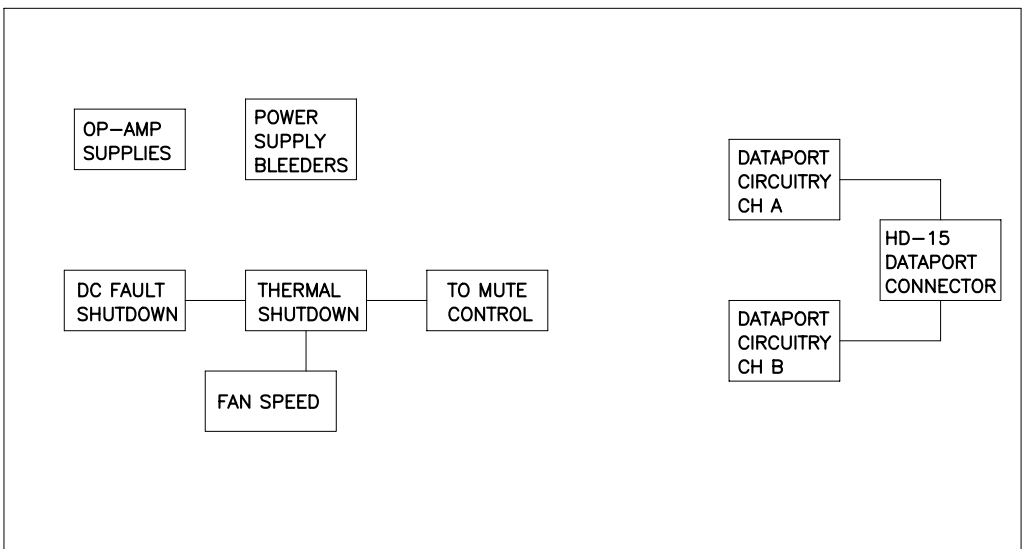 OP-AMP
SUPPLIES
POWER
SUPPLY
BLEEDERS
DATAPORT
CIRCUITRY
CH A
HD-15
DATAPORT
CONNECTOR
DC FAULT
SHUTDOWN
THERMAL
SHUTDOWN
TO MUTE
CONTROL
DATAPORT
CIRCUITRY
CH B
FAN SPEED